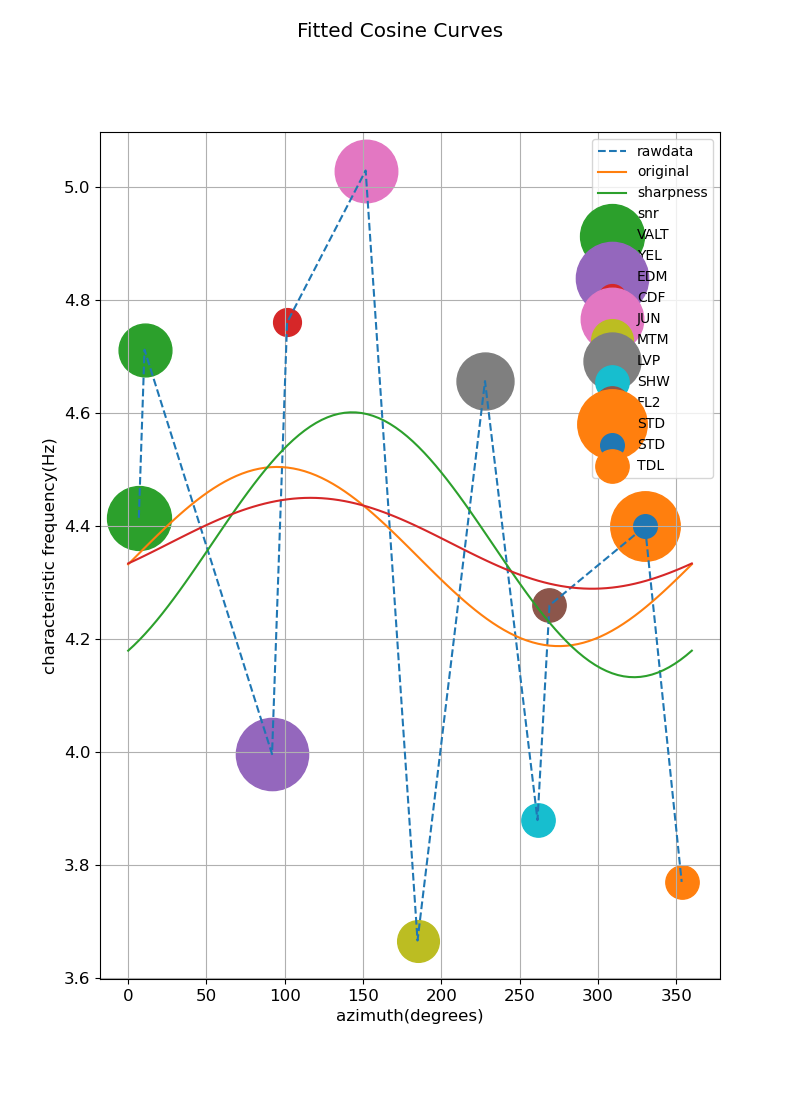 Fitted Cosine Curves
rawdata
original
sharpness
snr
VALT
YEL
EDM
CDF
JUN
MTM
LVP
SHW
FL2
STD
STD
TDL
characteristic frequency(Hz)
5.0
4.8
4.6
4.4
4.2
4.0
3.8
3.6
0 50 100 150 200 250 300 350
azimuth(degrees)